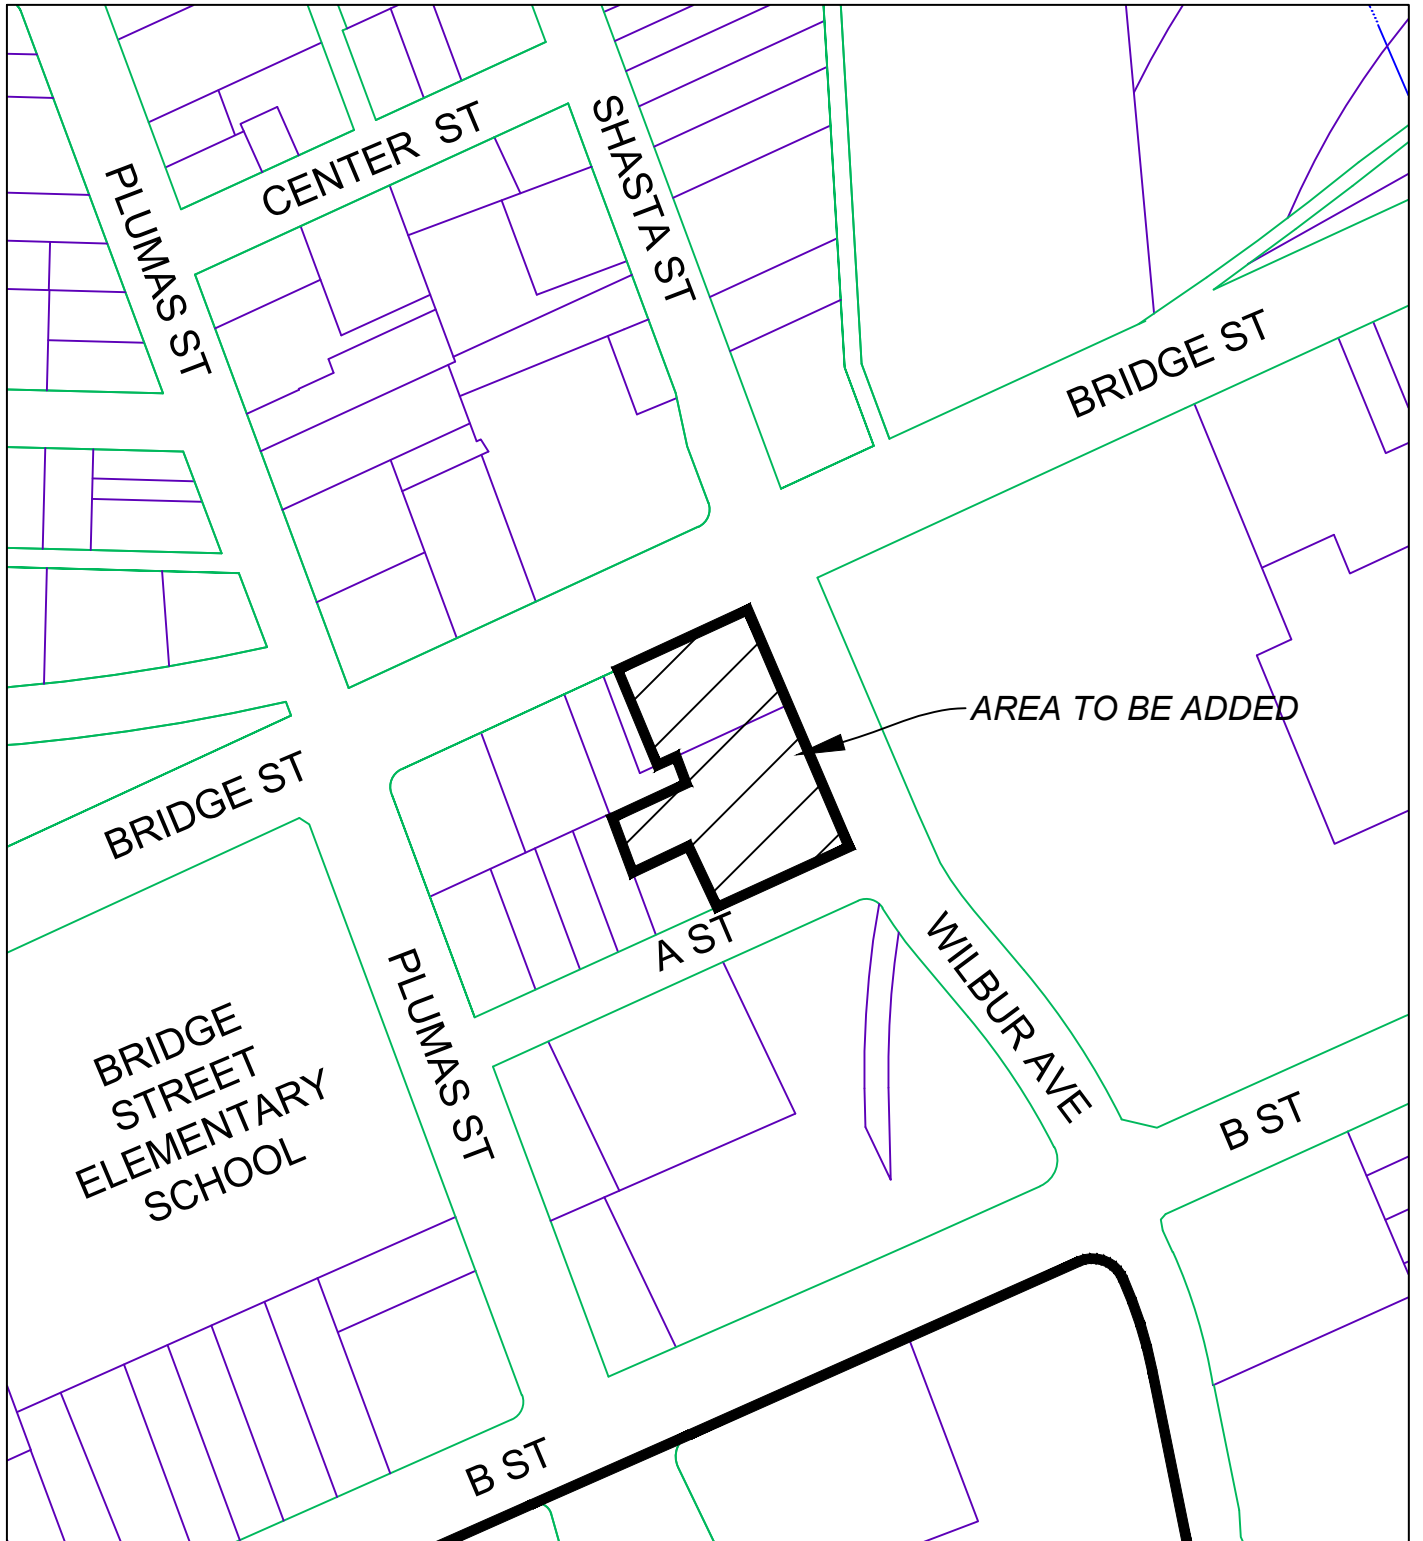 CENTER ST
SHASTA ST
PLUMAS ST
BRIDGE ST
AREA TO BE ADDED
BRIDGE ST
A ST
WILBUR AVE
PLUMAS ST
BRIDGE
STREET
ELEMENTARY
SCHOOL
B ST
B ST